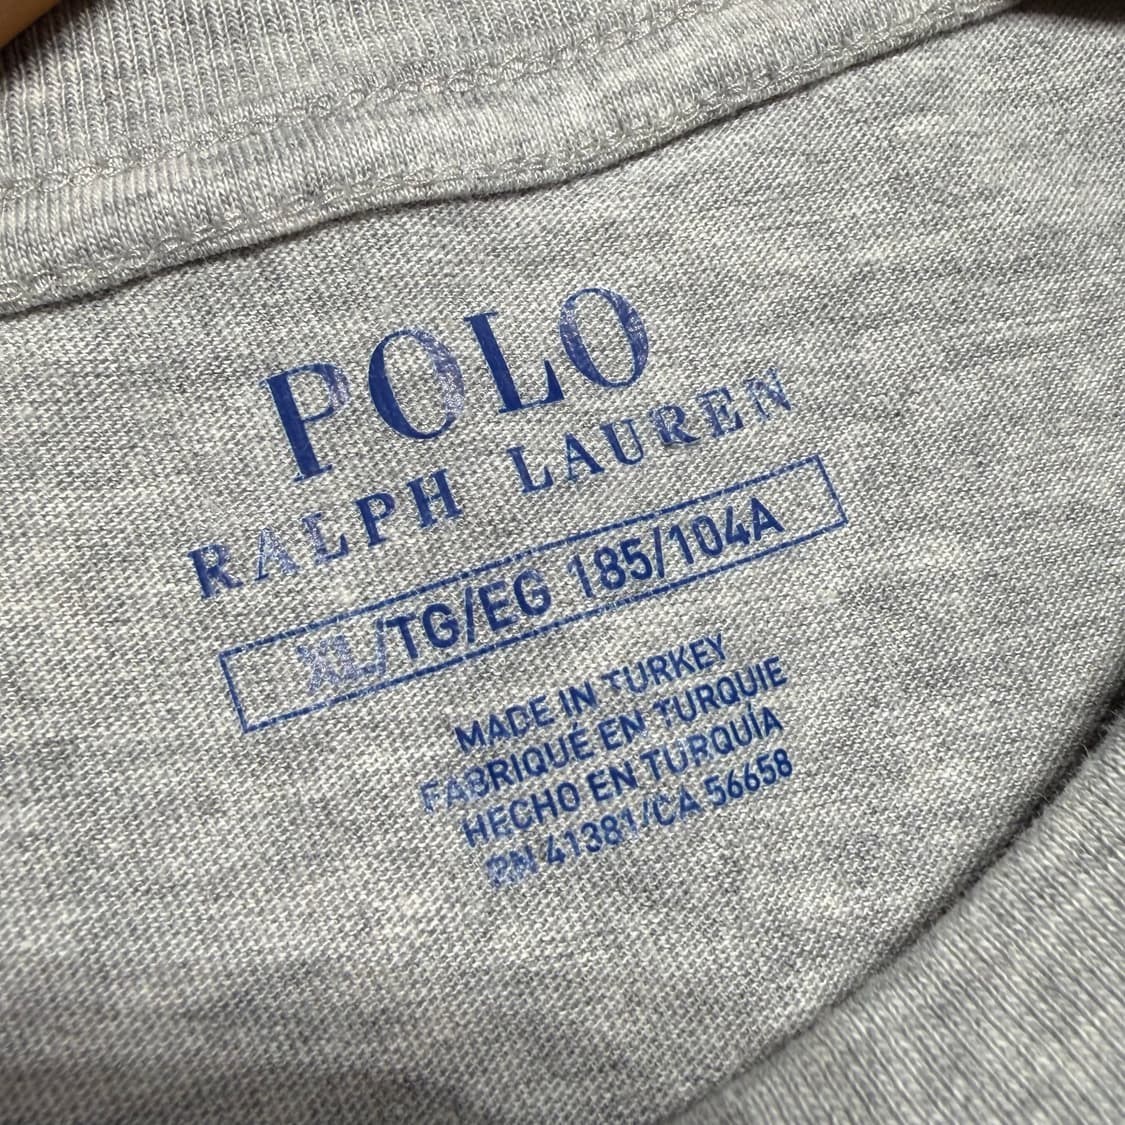 POLO
RALPH LAUREN
XL/TG/EG 185/104A
MADE IN TURKEY
FABRIQUÉ EN TURQUIE
HECHO EN TURQUÍA
RN 41381/CA 56658